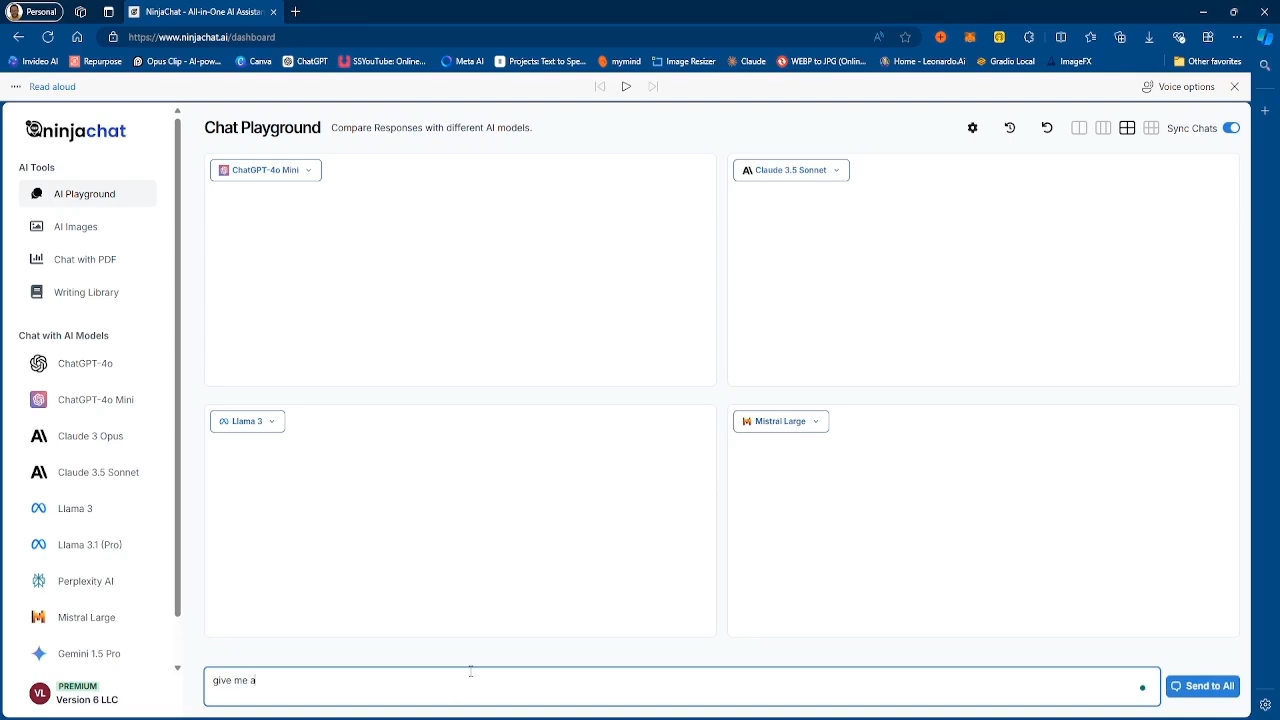 Personal
NinjaChat - All-in-One AI Assistan
https://www.ninjachat.ai/dashboard
Invideo AI
Repurpose
Opus Clip - AI-pow...
Canva
ChatGPT
SSYouTube: Online...
Meta AI
Projects: Text to Spe...
mymind
Image Resizer
Claude
WEBP to JPG (Onlin...
Home - Leonardo.Ai
Gradio Local
ImageFX
Other favorites
Read aloud
Voice options
ninjachat
AI Tools
AI Playground
AI Images
Chat with PDF
Writing Library
Chat with AI Models
ChatGPT-4o
ChatGPT-4o Mini
Claude 3 Opus
Claude 3.5 Sonnet
Llama 3
Llama 3.1 (Pro)
Perplexity AI
Mistral Large
Gemini 1.5 Pro
VL
PREMIUM
Version 6 LLC
Chat Playground
Compare Responses with different AI models.
Sync Chats
ChatGPT-4o Mini
Claude 3.5 Sonnet
Llama 3
Mistral Large
give me a
Send to All